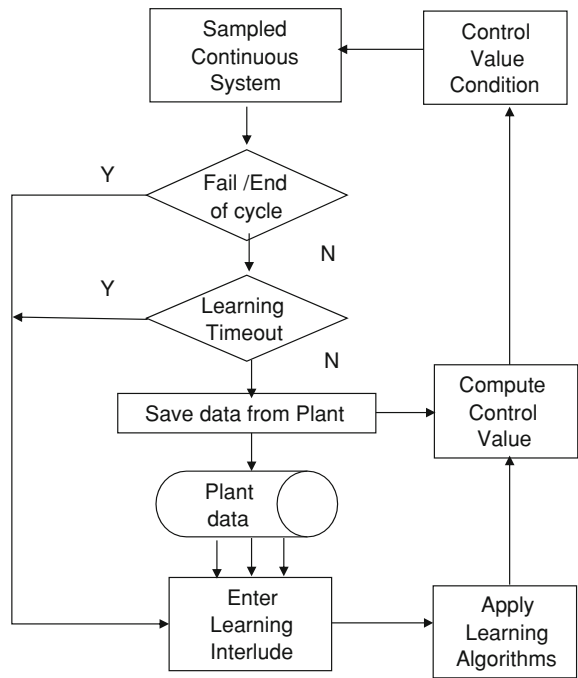 Sampled
Continuous
System
Control
Value
Condition
Y
Fail /End
of cycle
N
Y
Learning
Timeout
N
Save data from Plant
Compute
Control
Value
Plant
data
Enter
Learning
Interlude
Apply
Learning
Algorithms